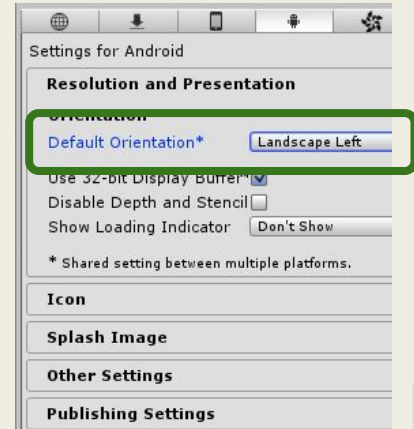 Settings for Android
Resolution and Presentation
Orientation
Default Orientation* Landscape Left
Use 32-bit Display Buffer*
Disable Depth and Stencil
Show Loading Indicator Don't Show
* Shared setting between multiple platforms.
Icon
Splash Image
Other Settings
Publishing Settings